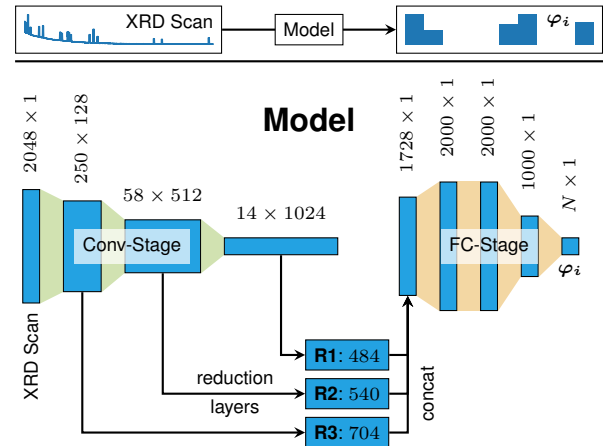 XRD Scan
Model
φᵢ
Model
2048 × 1
250 × 128
58 × 512
14 × 1024
1728 × 1
2000 × 1
2000 × 1
1000 × 1
N × 1
Conv-Stage
FC-Stage
φᵢ
XRD Scan
R1: 484
reduction
R2: 540
layers
R3: 704
concat